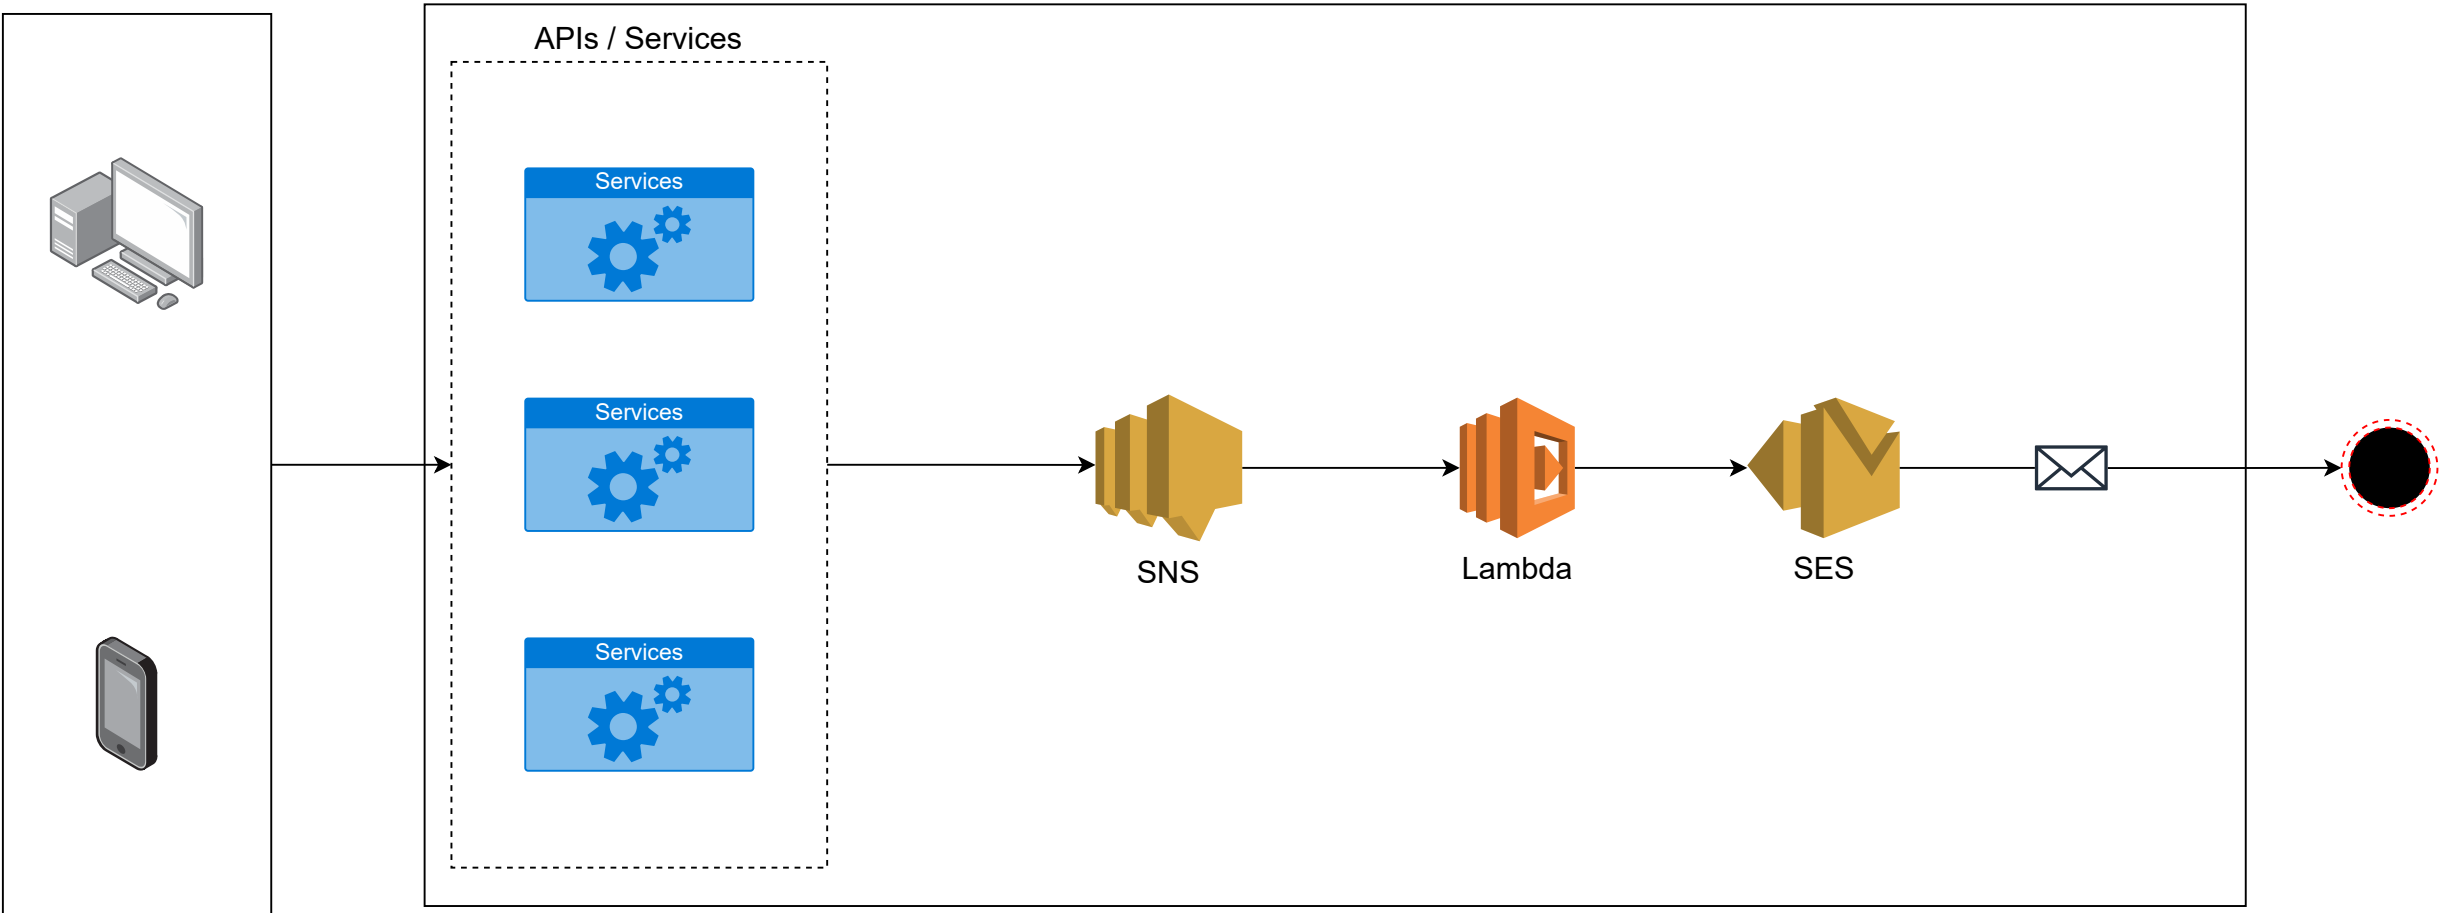 APIs / Services
Services
Services
Services
SNS
Lambda
SES